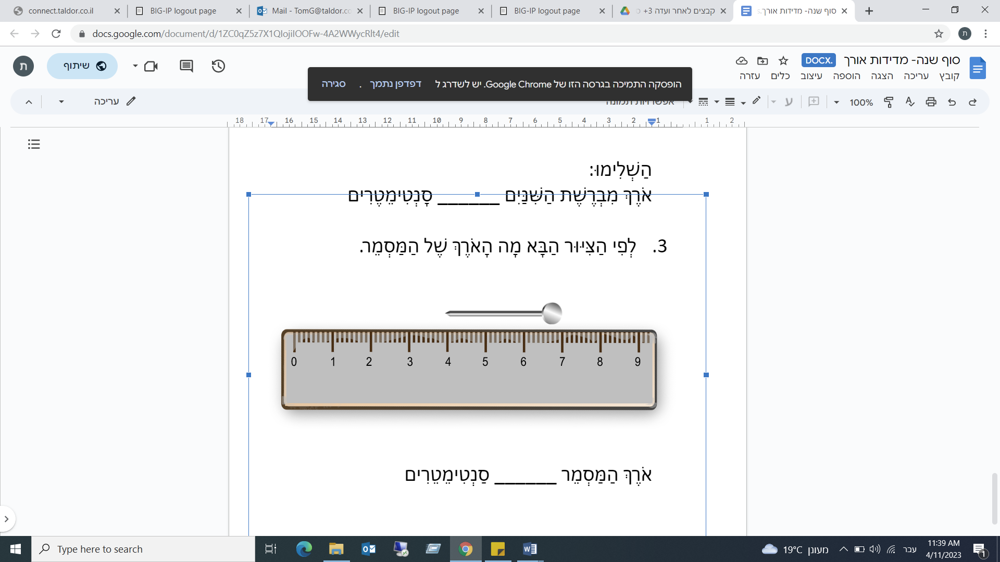 connect.taldor.co.il
BIG-IP logout page
Mail - TomG@taldor.co
BIG-IP logout page
BIG-IP logout page
קבצים לאחר ועדה 3+
סוף שנה- מדידות אורך.
docs.google.com/document/d/1ZC0qZ5z7X1QIojiIOOFw-4A2WWycRlt4/edit
ת
סוף שנה- מדידות אורך
.DOCX
שיתוף
ת
קובץ עריכה הצגה הוספה עיצוב כלים עזרה
הופסקה התמיכה בגרסה הזו של Google Chrome. יש לשדרג ל דפדפן נתמך . סגירה
100%
ע
אפשרויות תמונה
עריכה
18 17 16 15 14 13 12 11 10 9 8 7 6 5 4 3 2 1 1 2
הַשְׁלִימוּ:
אֹרֶךְ מִבְרֶשֶׁת הַשִּׁנַּיִם ______ סָנְטִימֵטֶרִים
3. לְפִי הַצִּיּוּר הַבָּא מָה הָאֹרֶךְ שֶׁל הַמַּסְמֵר.
0 1 2 3 4 5 6 7 8 9
אֹרֶךְ הַמַּסְמֵר ______ סַנְטִימֵטֵרִים
Type here to search
19°C מעונן
עבר
11:39 AM
4/11/2023
1